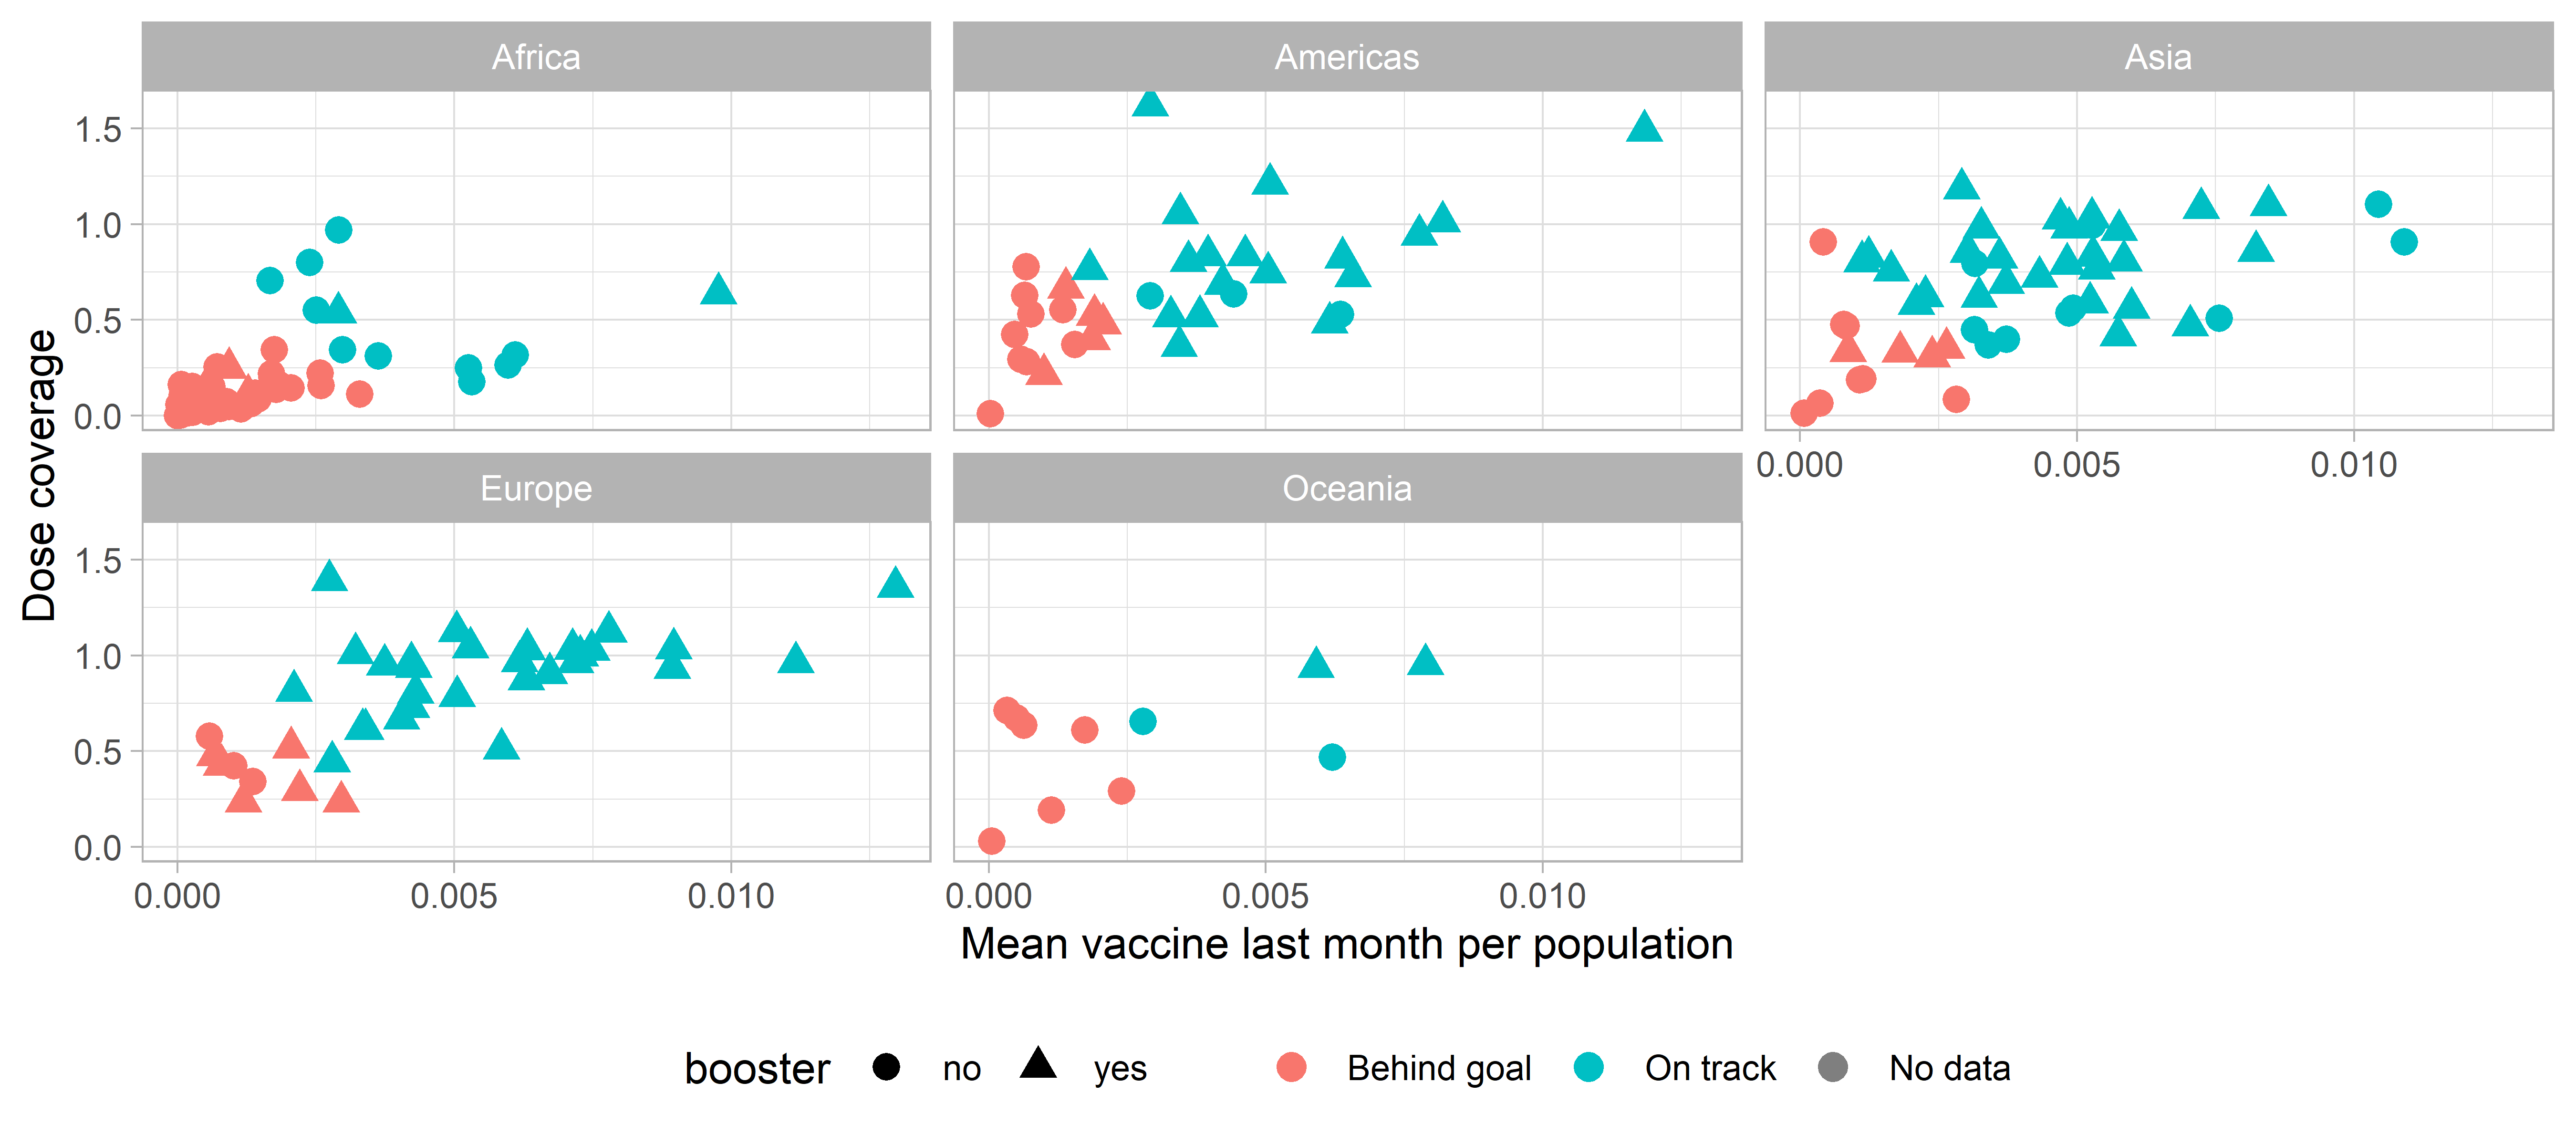 Africa
Americas
Asia
1.5
1.0
0.5
0.0
0.000 0.005 0.010
Europe
Oceania
1.5
1.0
0.5
0.0
0.000 0.005 0.010
0.000 0.005 0.010
Dose coverage
Mean vaccine last month per population
booster no yes Behind goal On track No data